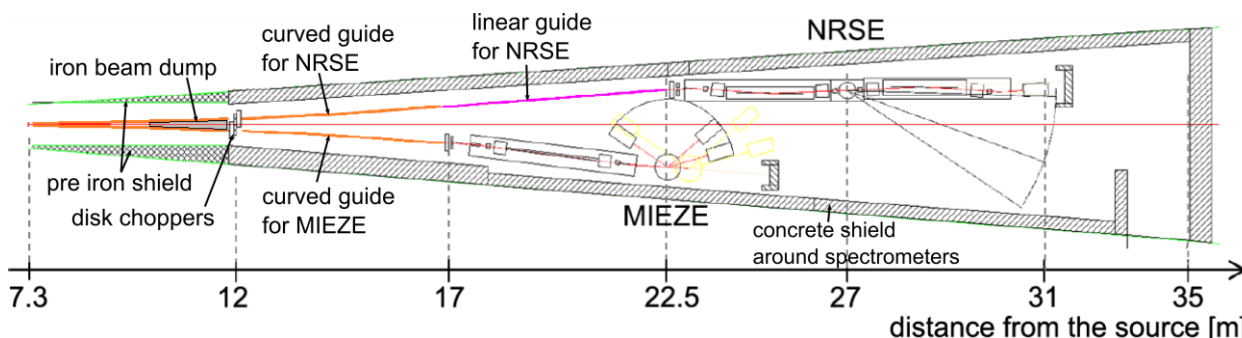 curved guide
for NRSE
linear guide
for NRSE
NRSE
iron beam dump
pre iron shield
disk choppers
curved guide
for MIEZE
MIEZE
concrete shield
around spectrometers
7.3
12
17
22.5
27
31
35
distance from the source [m]